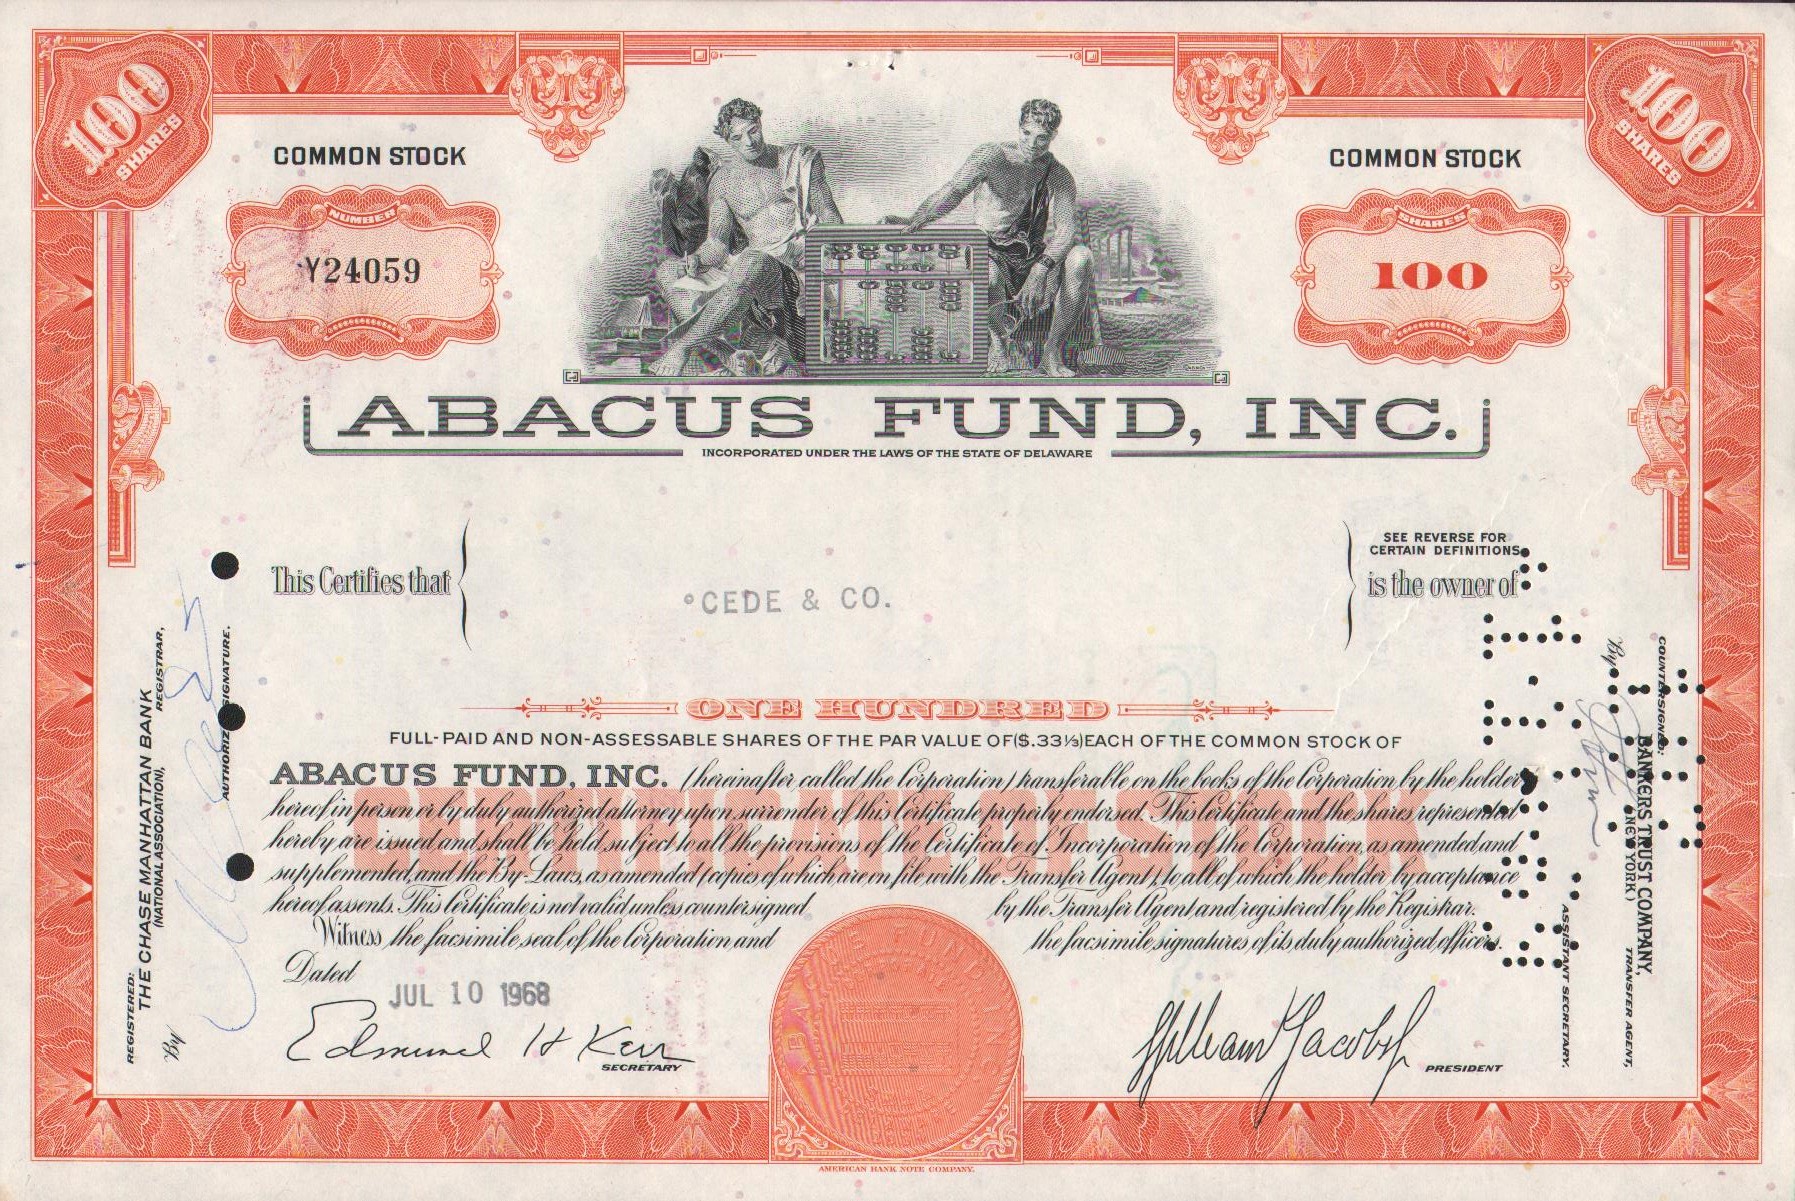 100 SHARES
100 SHARES
COMMON STOCK
COMMON STOCK
NUMBER
Y24059
SHARES
100
ABACUS FUND, INC.
INCORPORATED UNDER THE LAWS OF THE STATE OF DELAWARE
SEE REVERSE FOR
CERTAIN DEFINITIONS
This Certifies that
°CEDE & CO.
is the owner of
ONE HUNDRED
FULL-PAID AND NON-ASSESSABLE SHARES OF THE PAR VALUE OF ($.33⅓) EACH OF THE COMMON STOCK OF
ABACUS FUND, INC. (hereinafter called the Corporation) transferable on the books of the Corporation by the holder
hereof in person or by duly authorized attorney upon surrender of this Certificate properly endorsed. This Certificate and the shares represented
hereby are issued and shall be held subject to all the provisions of the Certificate of Incorporation of the Corporation, as amended and
supplemented, and the By-Laws, as amended (copies of which are on file with the Transfer Agent), to all of which the holder by acceptance
hereof assents. This Certificate is not valid unless countersigned by the Transfer Agent and registered by the Registrar.
Witness the facsimile seal of the Corporation and the facsimile signatures of its duly authorized officers.
CERTIFICATE OF STOCK
Dated
JUL 10 1968
Edmund H Kerr
SECRETARY
William K Jacobs Jr
PRESIDENT
ABACUS FUND, INC.
AMERICAN BANK NOTE COMPANY.
REGISTERED:
THE CHASE MANHATTAN BANK
(NATIONAL ASSOCIATION),
REGISTRAR,
By
AUTHORIZED SIGNATURE.
COUNTERSIGNED:
BANKERS TRUST COMPANY,
(NEW YORK)
TRANSFER AGENT,
By
ASSISTANT SECRETARY.